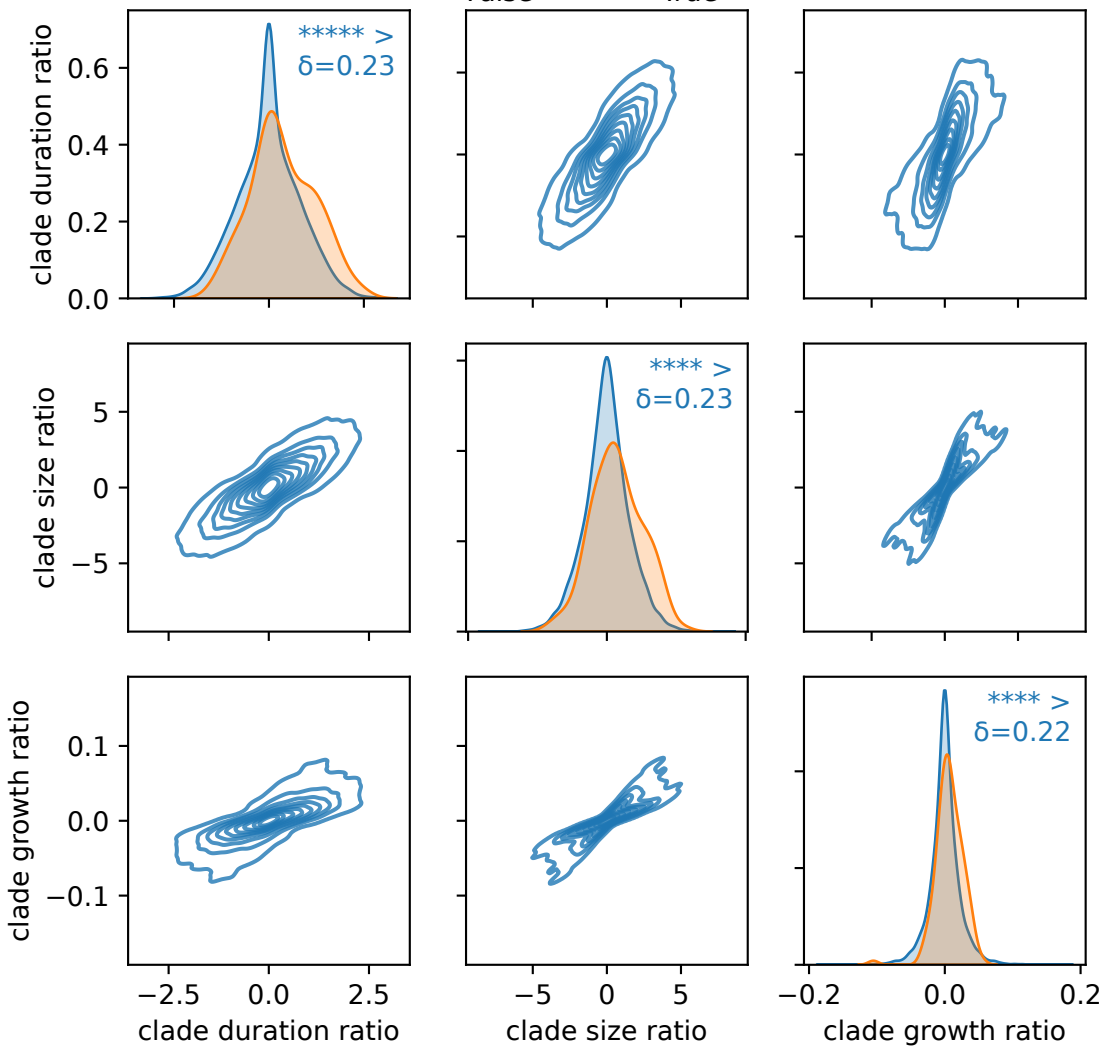 ***** >
δ=0.23
clade duration ratio
0.6
0.4
0.2
0.0
**** >
δ=0.23
clade size ratio
5
0
−5
**** >
δ=0.22
clade growth ratio
0.1
0.0
−0.1
−2.5 0.0 2.5
−5 0 5
−0.2 0.0 0.2
clade duration ratio
clade size ratio
clade growth ratio